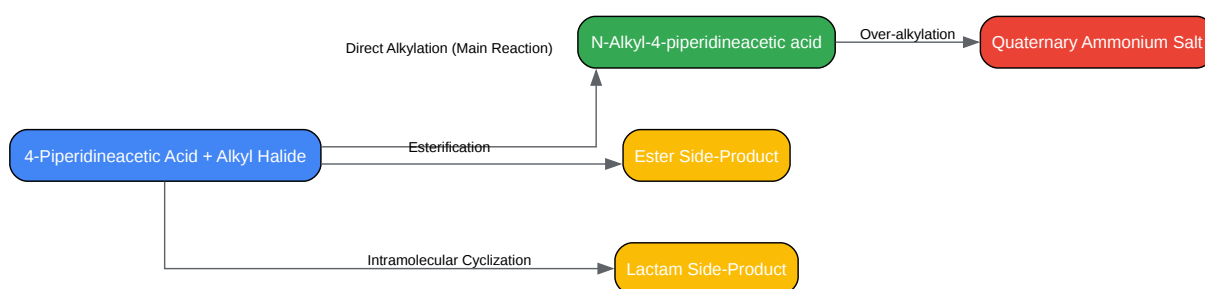 Direct Alkylation (Main Reaction)
N-Alkyl-4-piperidineacetic acid
Over-alkylation
Quaternary Ammonium Salt
4-Piperidineacetic Acid + Alkyl Halide
Esterification
Ester Side-Product
Intramolecular Cyclization
Lactam Side-Product